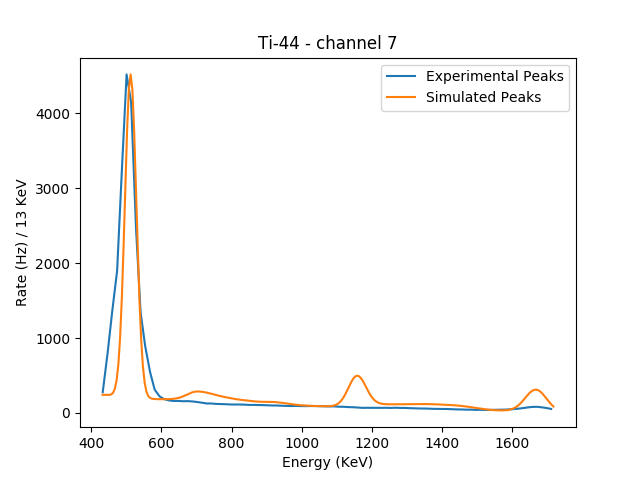 Ti-44 - channel 7
Experimental Peaks
Simulated Peaks
Rate (Hz) / 13 KeV
4000
3000
2000
1000
0
400
600
800
1000
1200
1400
1600
Energy (KeV)